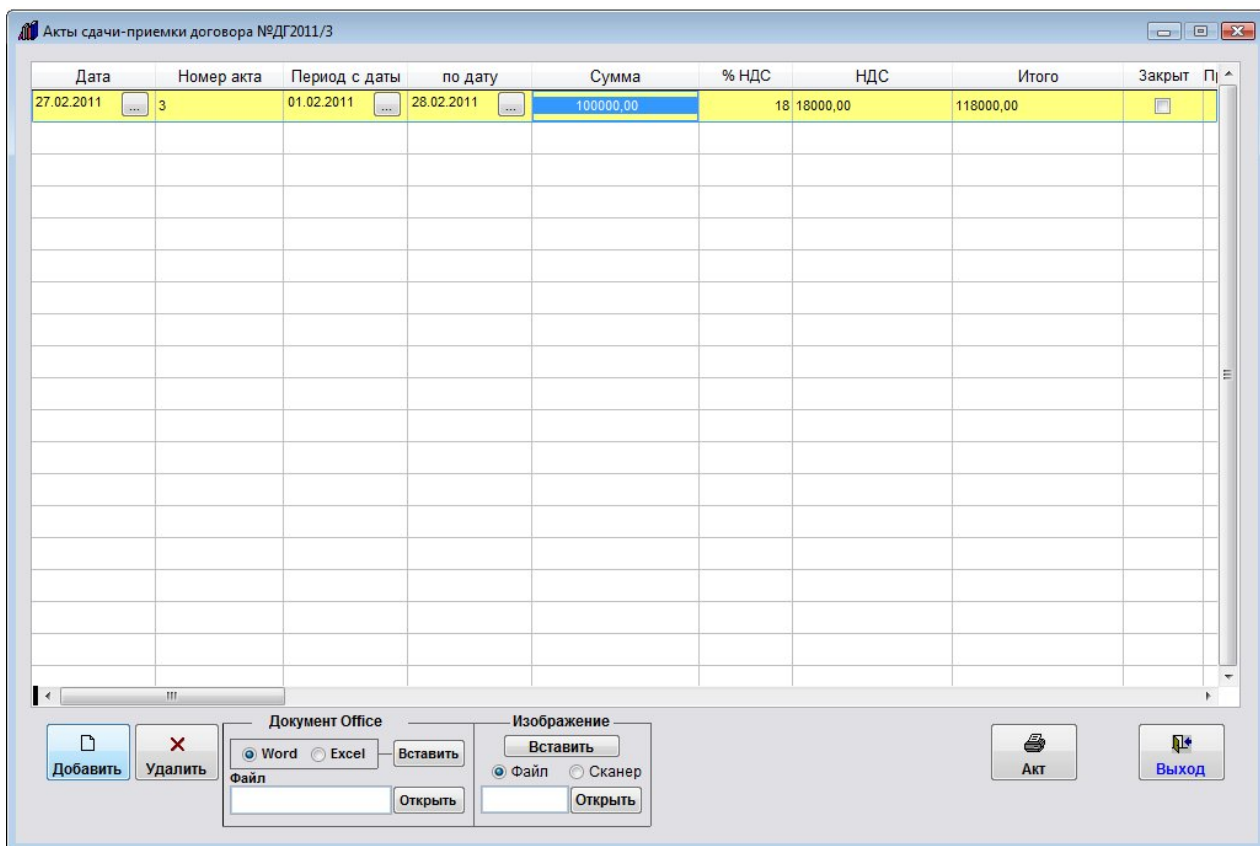 Акты сдачи-приемки договора №ДГ2011/3
Дата Номер акта Период с даты по дату Сумма % НДС НДС Итого Закрыт
27.02.2011 ... 3 01.02.2011 ... 28.02.2011 ... 100000,00 18 18000,00 118000,00
Документ Office Изображение
Добавить Удалить Word Excel Вставить Вставить Акт Выход
Файл Файл Сканер
Открыть Открыть